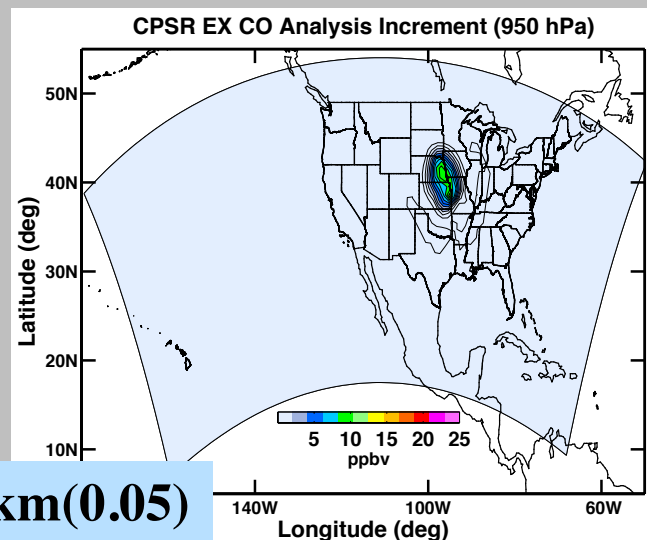 CPSR EX CO Analysis Increment (950 hPa)
50N
40N
30N
20N
10N
Latitude (deg)
5 10 15 20 25
ppbv
km(0.05)
140W 100W 60W
Longitude (deg)